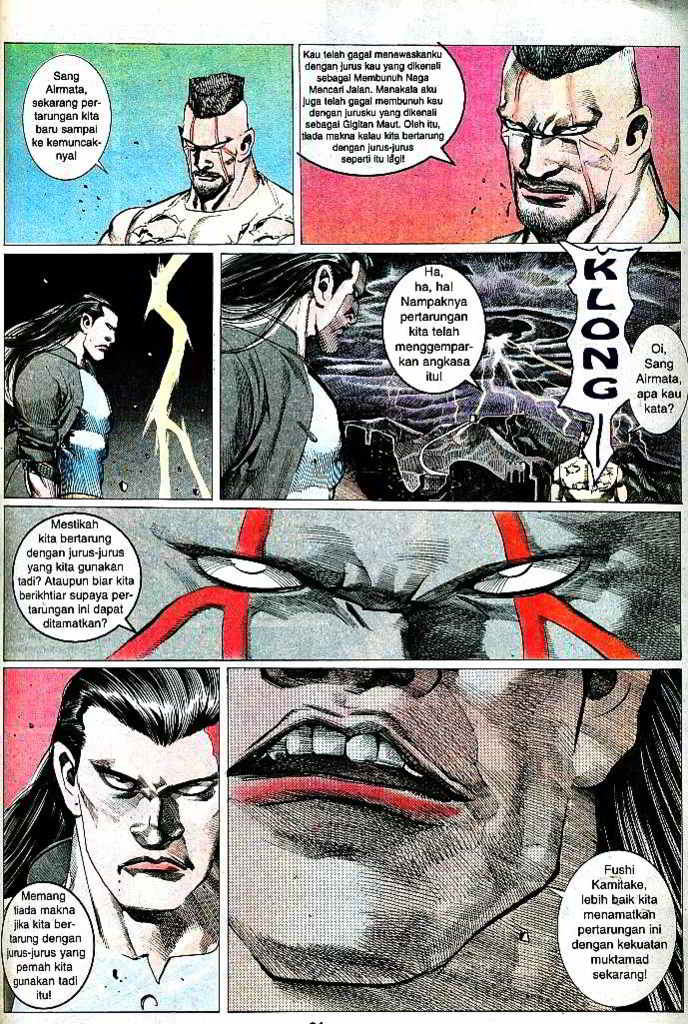 Sang
Airmata,
sekarang per-
tarungan kita
baru sampai
ke kemuncak-
nya!
Kau telah gagal manawaskanku
dengan jurus kau yang dikenali
sebagai Membunuh Naga
Mencari Jalan. Manakala aku
juga telah gagal membunuh kau
dengan jurusku yang dikenali
sebagai Gigitan Maut. Oleh itu,
tiada makna kalau kita bertarung
dengan jurus-jurus
seperti itu lagi!
Ha,
ha, ha!
Nampaknya
pertarungan
kita telah
menggempar-
kan angkasa
itu!
KLONG
Oi,
Sang
Airmata,
apa kau
kata?
Mestikah
kita bertarung
dengan jurus-jurus
yang kita gunakan
tadi? Ataupun biar kita
berikhtiar supaya per-
tarungan ini dapat
ditamatkan?
Memang
tiada makna
jika kita ber-
tarung dengan
jurus-jurus yang
pernah kita
gunakan tadi
itu!
Fushi
Kamitake,
lebih baik kita
menamatkan
pertarungan ini
dengan kekuatan
muktamad
sekarang!